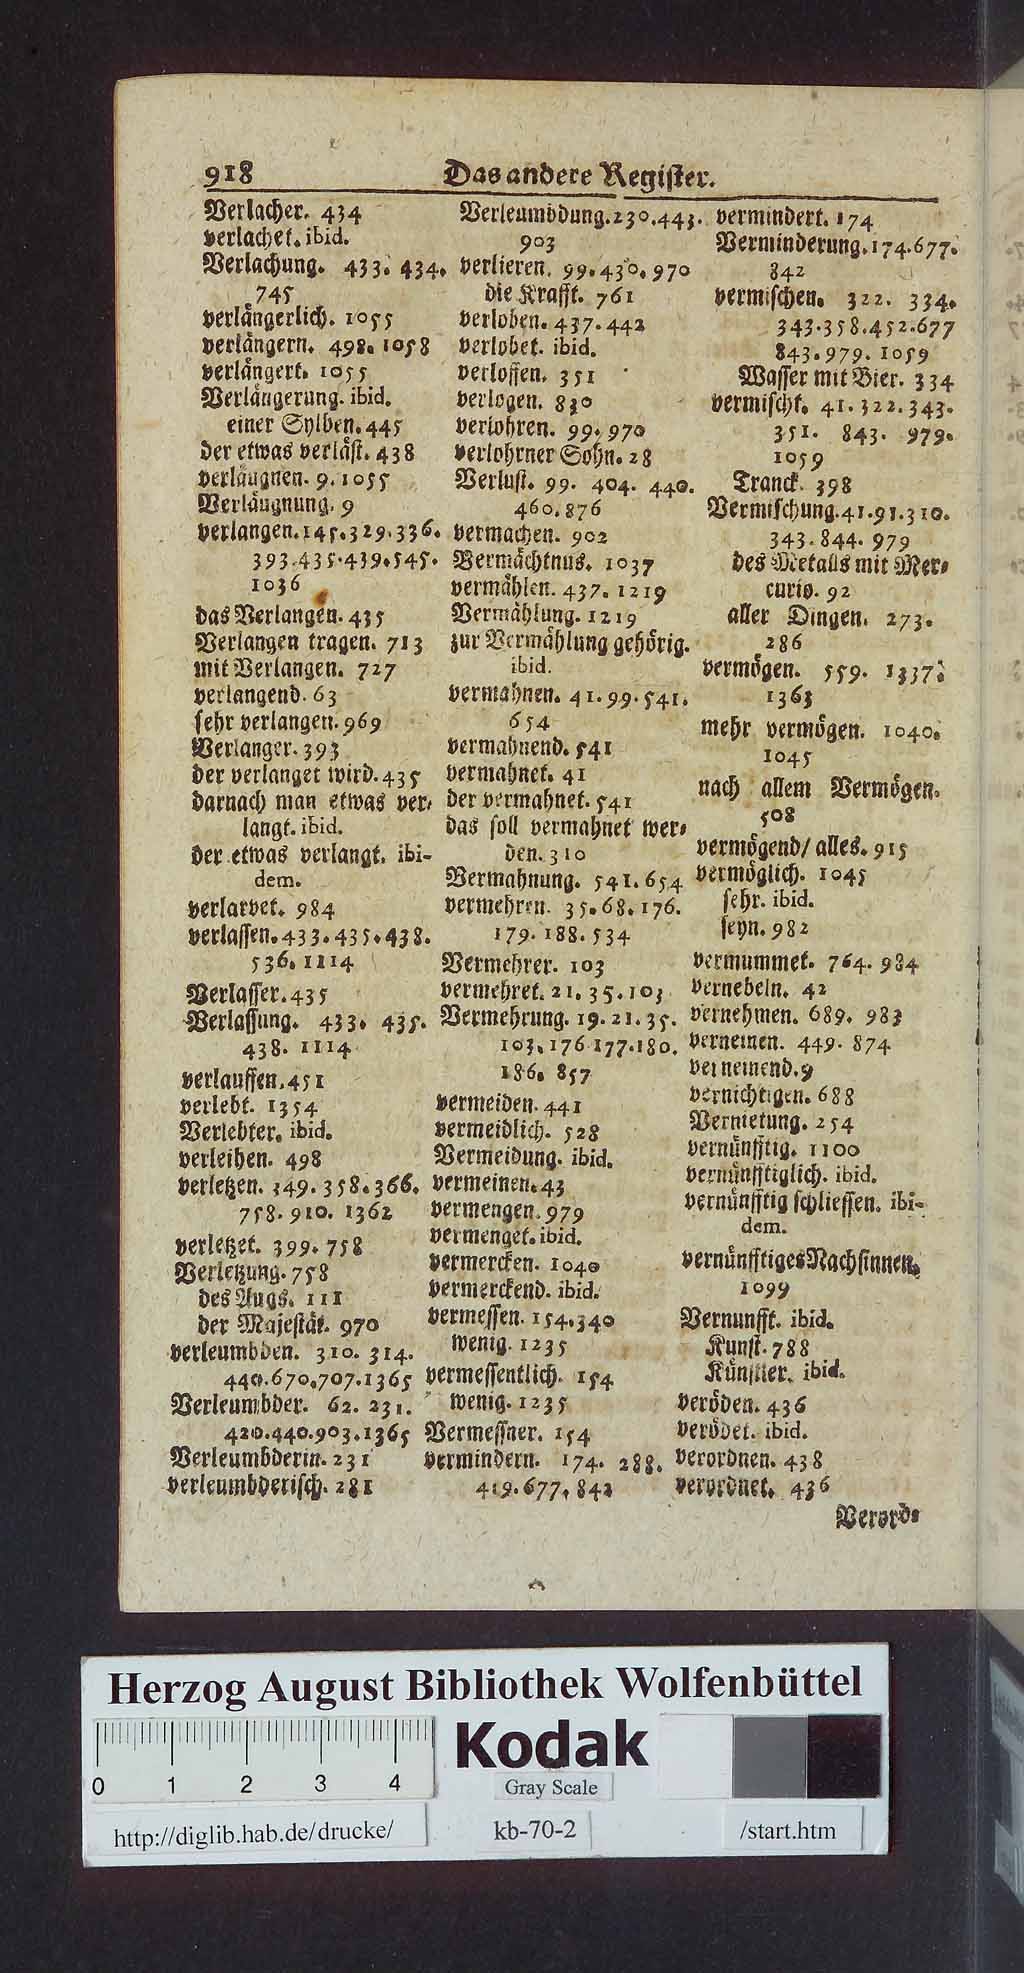 918 Das andere Register.
Verlacher. 434
verlachet. ibid.
Verlachung. 433. 434.
745
verlängerlich. 1055
verlängern. 498. 1058
verlängert. 1055
Verlängerung. ibid.
einer Sylben. 445
der etwas verläst. 438
verläugnen. 9. 1055
Verläugnung. 9
verlangen. 145. 329. 336.
393. 435. 439. 545.
1036
das Verlangen. 435
Verlangen tragen. 713
mit Verlangen. 727
verlangend. 63
sehr verlangen. 969
Verlanger. 393
der verlanget wird. 435
darnach man etwas ver-
langt. ibid.
der etwas verlangt. ibi-
dem.
verlarvet. 984
verlassen. 433. 435. 438.
536. 1114
Verlasser. 435
Verlassung. 433. 435.
438. 1114
verlauffen. 451
verlebt. 1354
Verlebter. ibid.
verleihen. 498
verletzen. 349. 358. 366.
758. 910. 1362
verletzet. 399. 758
Verletzung. 758
des Augs. 111
der Majestät. 970
verleumbden. 310. 314.
440. 670. 707. 1365
Verleumbder. 62. 231.
420. 440. 903. 1365
Verleumbderin. 231
verleumbderisch. 281
Verleumbdung. 230. 443.
903
verlieren. 99. 430. 970
die Krafft. 761
verloben. 437. 442
verlobet. ibid.
verloffen. 351
verlogen. 830
verlohren. 99. 970
verlohrner Sohn. 28
Verlust. 99. 404. 440.
460. 876
vermachen. 902
Vermächtnus. 1037
vermählen. 437. 1219
Vermählung. 1219
zur Vermählung gehörig.
ibid.
vermahnen. 41. 99. 541.
654
vermahnend. 541
vermahnet. 41
der vermahnet. 541
das soll vermahnet wer-
den. 310
Vermahnung. 541. 654
vermehren. 35. 68. 176.
179. 188. 534
Vermehrer. 103
vermehret. 21. 35. 103
Vermehrung. 19. 21. 35.
103. 176 177. 180.
186. 857
vermeiden. 441
vermeidlich. 528
Vermeidung. ibid.
vermeinen. 43
vermengen. 979
vermenget. ibid.
vermercken. 1040
vermerckend. ibid.
vermessen. 154. 340
wenig. 1235
vermessentlich. 154
wenig. 1235
Vermessner. 154
vermindern. 174. 288.
419. 677. 842
vermindert. 174
Verminderung. 174. 677.
842
vermischen. 322. 334.
343. 358. 452. 677
843. 979. 1059
Wasser mit Bier. 334
vermischt. 41. 322. 343.
351. 843. 979.
1059
Tranck. 398
Vermischung. 41. 91. 310.
343. 844. 979
des Metalls mit Mer-
curio. 92
aller Dingen. 273.
286
vermögen. 559. 1337.
1363
mehr vermögen. 1040.
1045
nach allem Vermögen.
508
vermögend/ alles. 915
vermöglich. 1045
sehr. ibid.
seyn. 982
vermummet. 764. 984
vernebeln. 42
vernehmen. 689. 983
verneinen. 449. 874
verneinend. 9
vernichtigen. 688
Vernietung. 254
vernünfftig. 1100
vernünfftiglich. ibid.
vernünfftig schliessen. ibi-
dem.
vernünfftiges Nachsinnen.
1099
Vernunfft. ibid.
Kunst. 788
Künstler. ibid.
veröden. 436
verödet. ibid.
verordnen. 438
verordnet. 436
Verord-
Herzog August Bibliothek Wolfenbüttel
Kodak
0 1 2 3 4
Gray Scale
http://diglib.hab.de/drucke/ kb-70-2 /start.htm